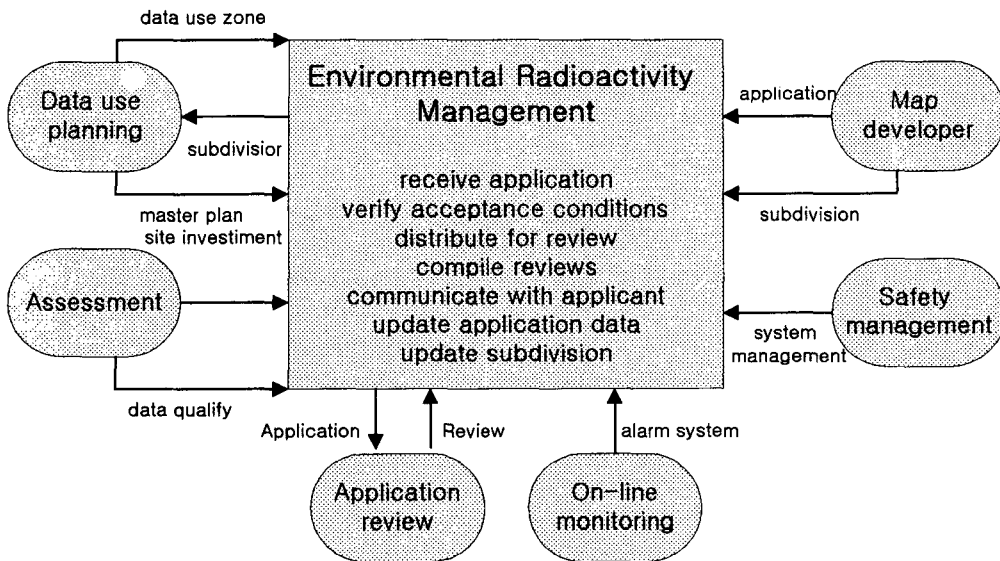 data use zone
Data use
planning
subdivisior
master plan
site investiment
Assessment
data qualify
Environmental Radioactivity
Management
receive application
verify acceptance conditions
distribute for review
compile reviews
communicate with applicant
update application data
update subdivision
application
Map
developer
subdivision
Safety
management
system
management
Application
Review
alarm system
Application
review
On-line
monitoring